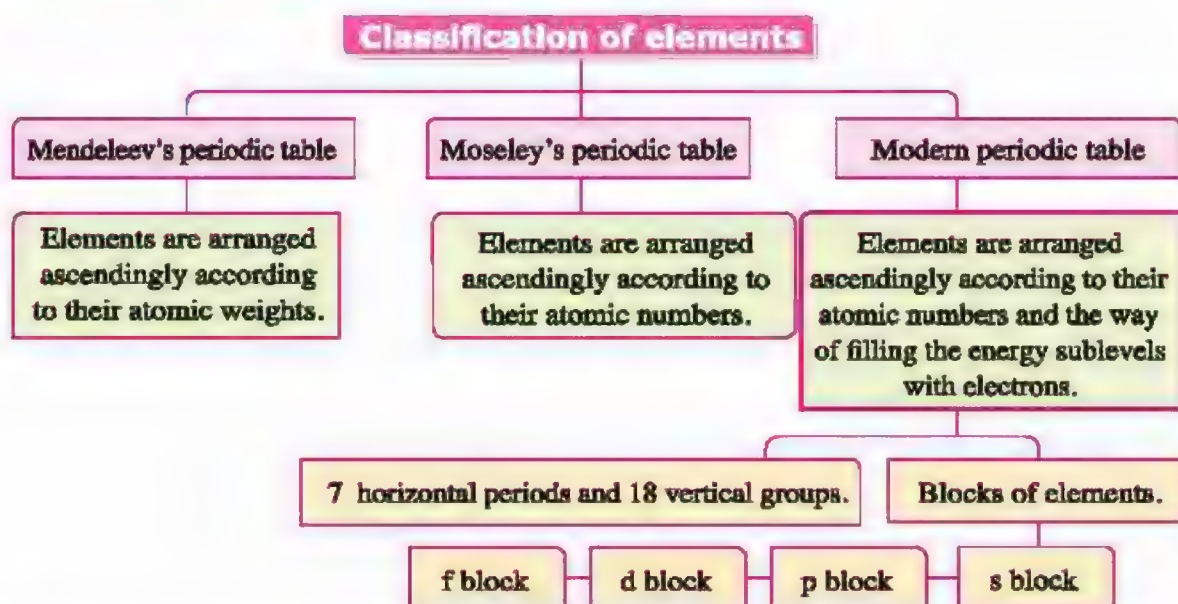 Classification of elements
Mendeleev's periodic table
Moseley's periodic table
Modern periodic table
Elements are arranged
ascendingly according
to their atomic weights.
Elements are arranged
ascendingly according to
their atomic numbers.
Elements are arranged
ascendingly according to their
atomic numbers and the way
of filling the energy sublevels
with electrons.
7 horizontal periods and 18 vertical groups.
Blocks of elements.
f block
d block
p block
s block